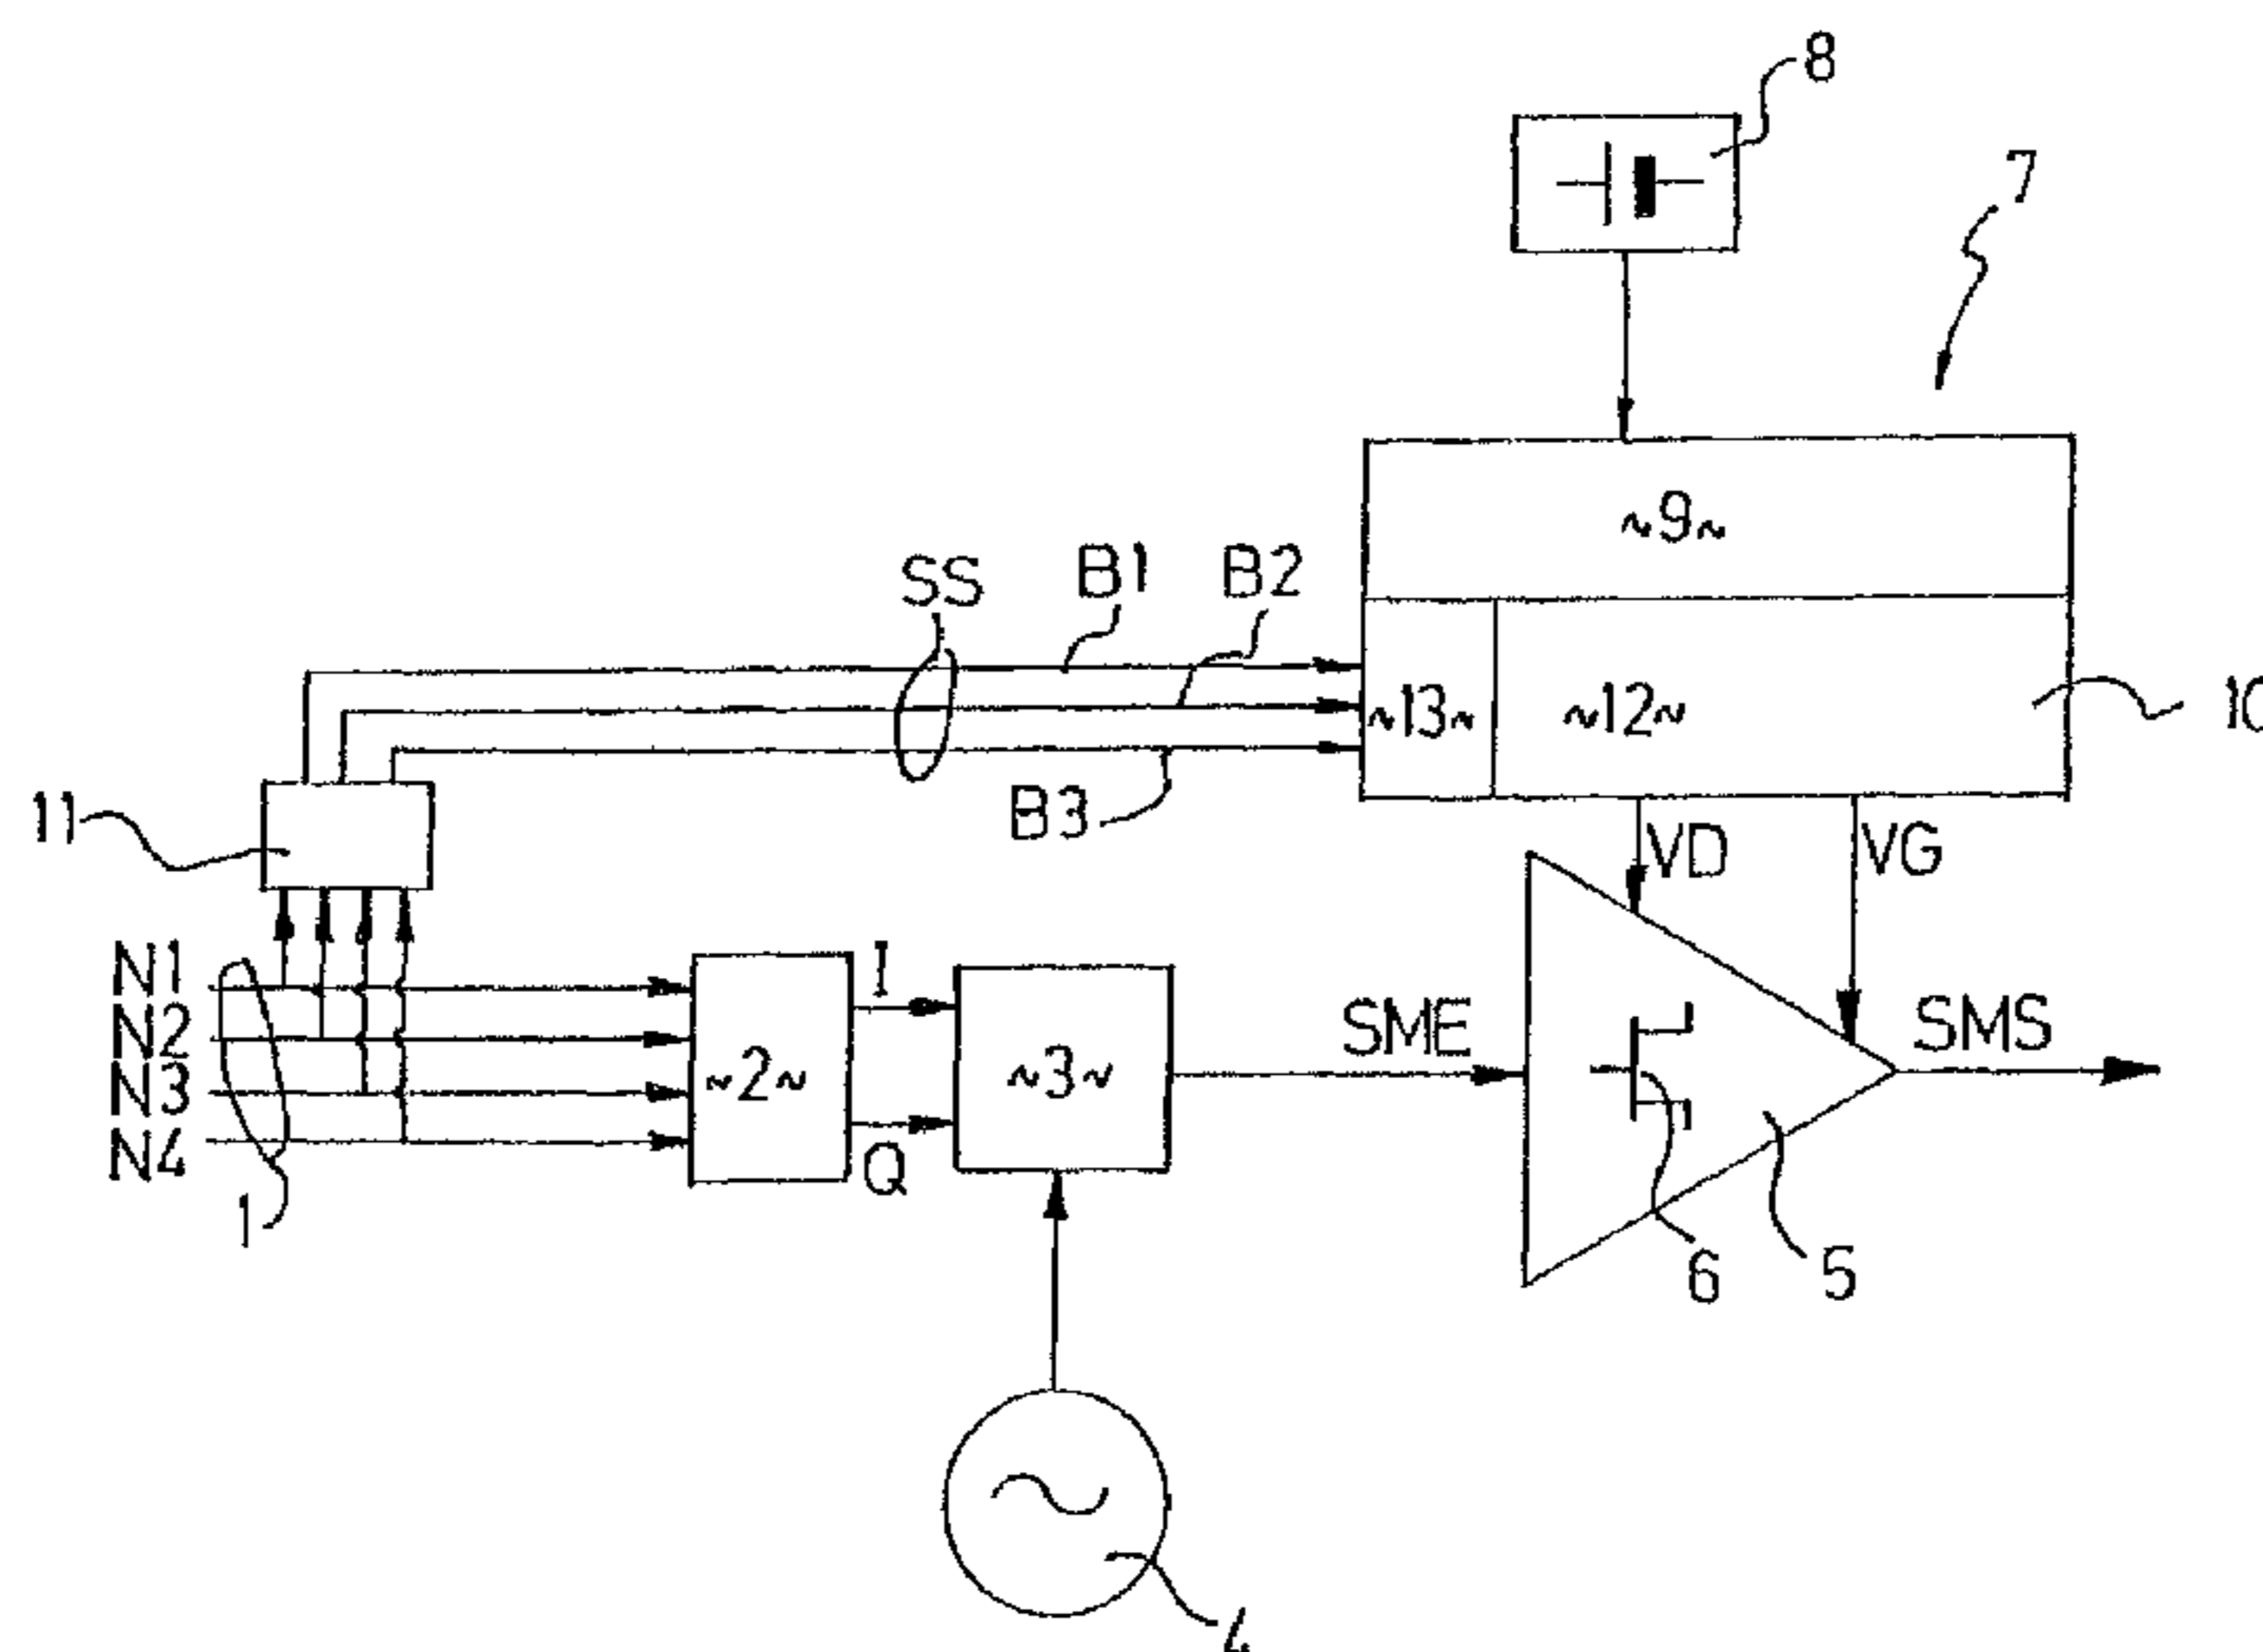 8
7
~9~
SS B1 B2
~13~ ~12~
10
B3
11
VD VG
N1
N2
N3
N4
I
Q
~2~ ~3~
SME
SMS
1
6 5
4